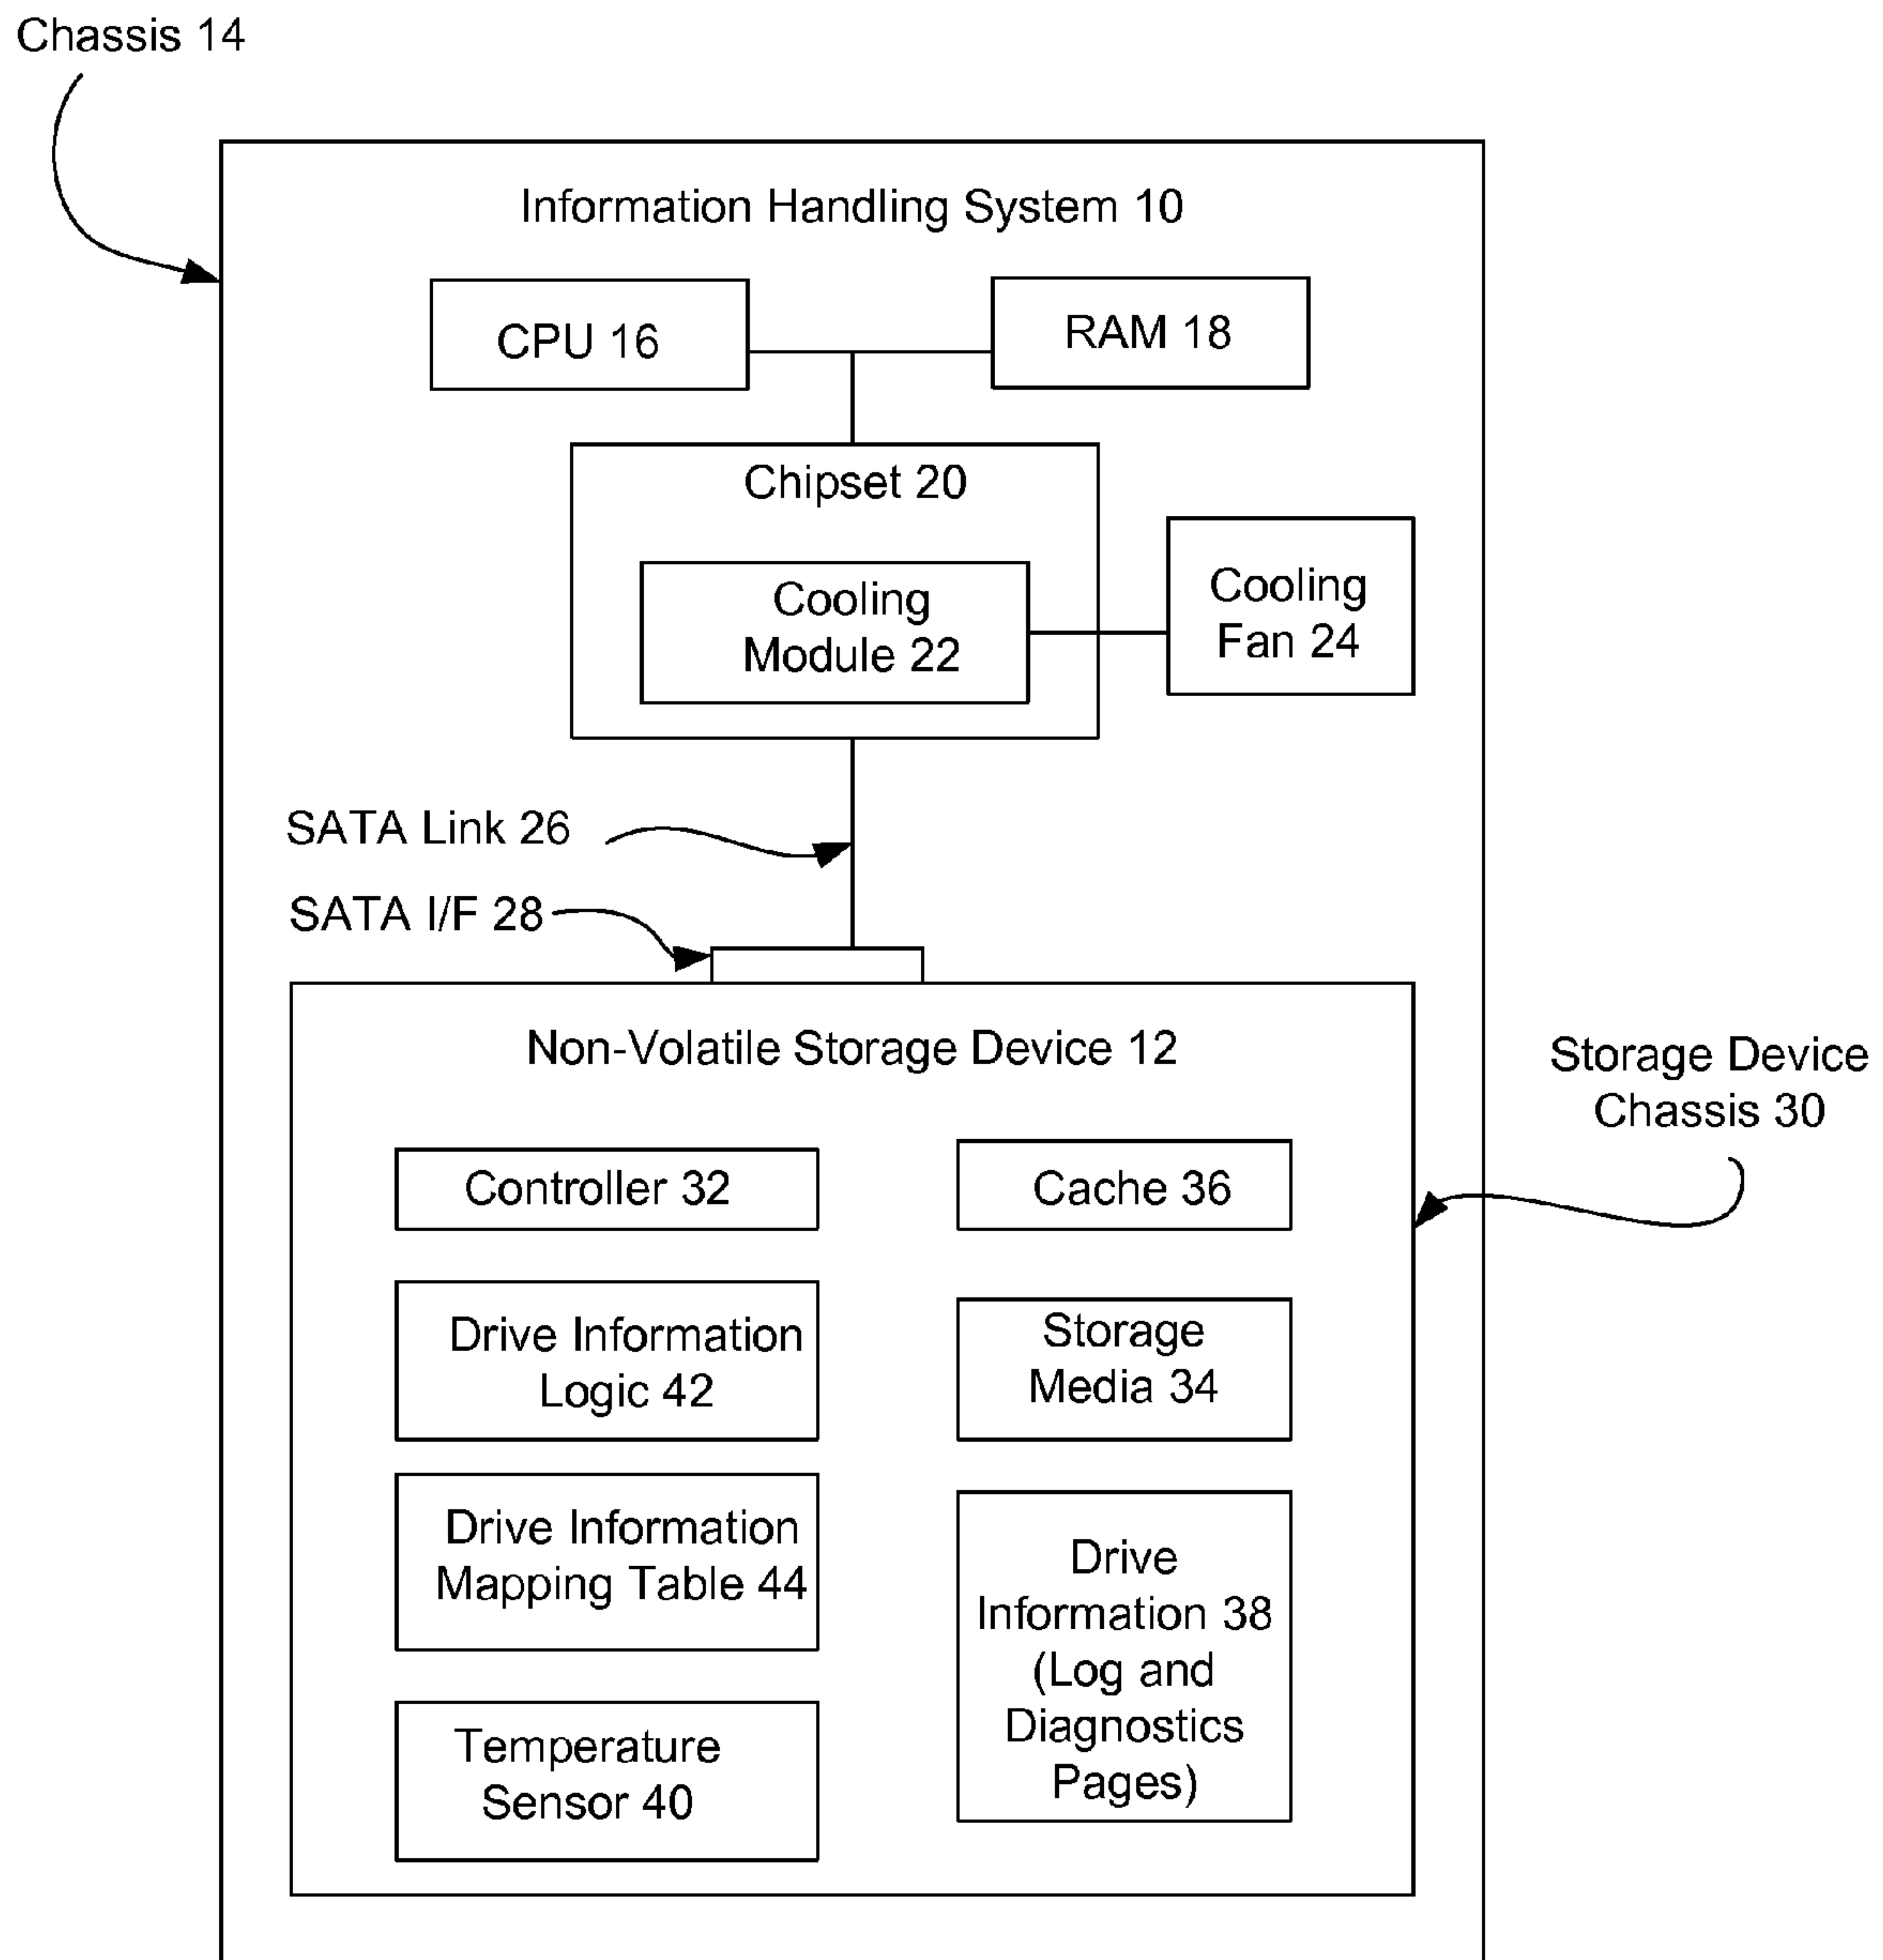 Chassis 14
Information Handling System 10
CPU 16
RAM 18
Chipset 20
Cooling
Module 22
Cooling
Fan 24
SATA Link 26
SATA I/F 28
Non-Volatile Storage Device 12
Storage Device
Chassis 30
Controller 32
Cache 36
Drive Information
Logic 42
Storage
Media 34
Drive Information
Mapping Table 44
Drive
Information 38
(Log and
Diagnostics
Pages)
Temperature
Sensor 40